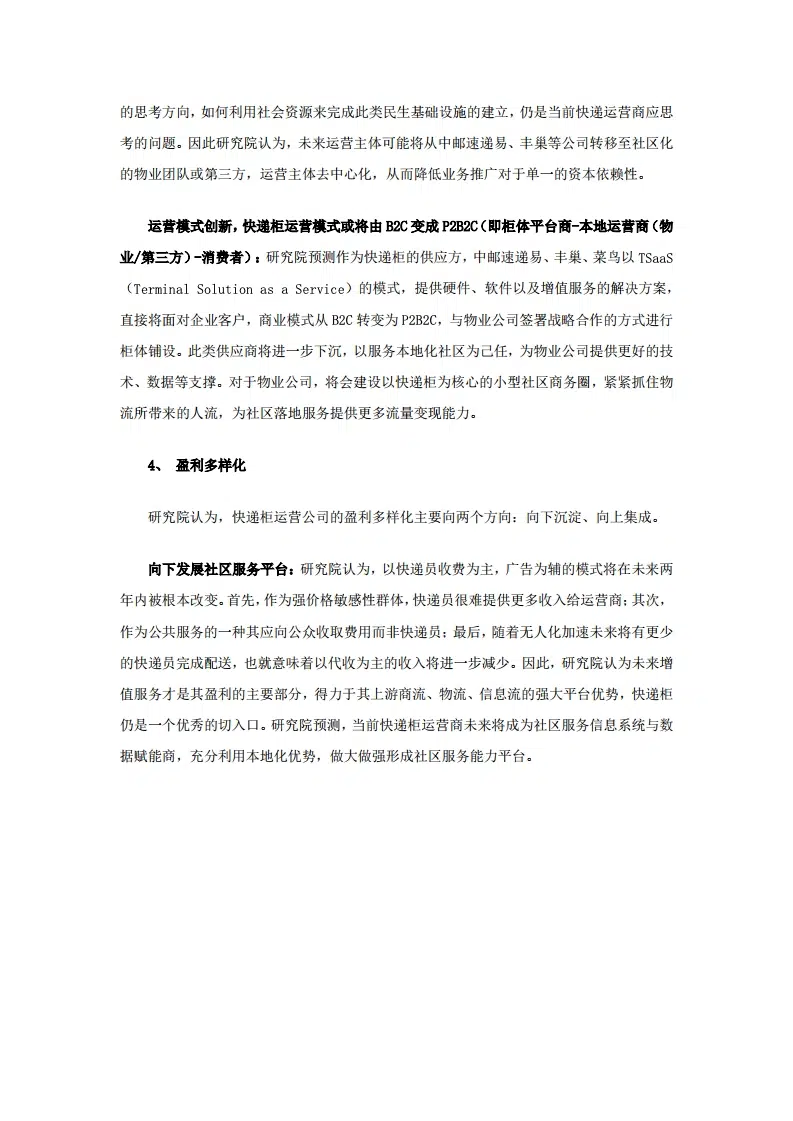 的思考方向，如何利用社会资源来完成此类民生基础设施的建立，仍是当前快递运营商应思
考的问题。因此研究院认为，未来运营主体可能将从中邮速递易、丰巢等公司转移至社区化
的物业团队或第三方，运营主体去中心化，从而降低业务推广对于单一的资本依赖性。
运营模式创新，快递柜运营模式或将由 B2C 变成 P2B2C（即柜体平台商-本地运营商（物
业/第三方）-消费者）：研究院预测作为快递柜的供应方，中邮速递易、丰巢、菜鸟以 TSaaS
（Terminal Solution as a Service）的模式，提供硬件、软件以及增值服务的解决方案，
直接将面对企业客户，商业模式从 B2C 转变为 P2B2C，与物业公司签署战略合作的方式进行
柜体铺设。此类供应商将进一步下沉，以服务本地化社区为己任，为物业公司提供更好的技
术、数据等支撑。对于物业公司，将会建设以快递柜为核心的小型社区商务圈，紧紧抓住物
流所带来的人流，为社区落地服务提供更多流量变现能力。
4、 盈利多样化
研究院认为，快递柜运营公司的盈利多样化主要向两个方向：向下沉淀、向上集成。
向下发展社区服务平台：研究院认为，以快递员收费为主，广告为辅的模式将在未来两
年内被根本改变。首先，作为强价格敏感性群体，快递员很难提供更多收入给运营商；其次，
作为公共服务的一种其应向公众收取费用而非快递员；最后，随着无人化加速未来将有更少
的快递员完成配送，也就意味着以代收为主的收入将进一步减少。因此，研究院认为未来增
值服务才是其盈利的主要部分，得力于其上游商流、物流、信息流的强大平台优势，快递柜
仍是一个优秀的切入口。研究院预测，当前快递柜运营商未来将成为社区服务信息系统与数
据赋能商，充分利用本地化优势，做大做强形成社区服务能力平台。